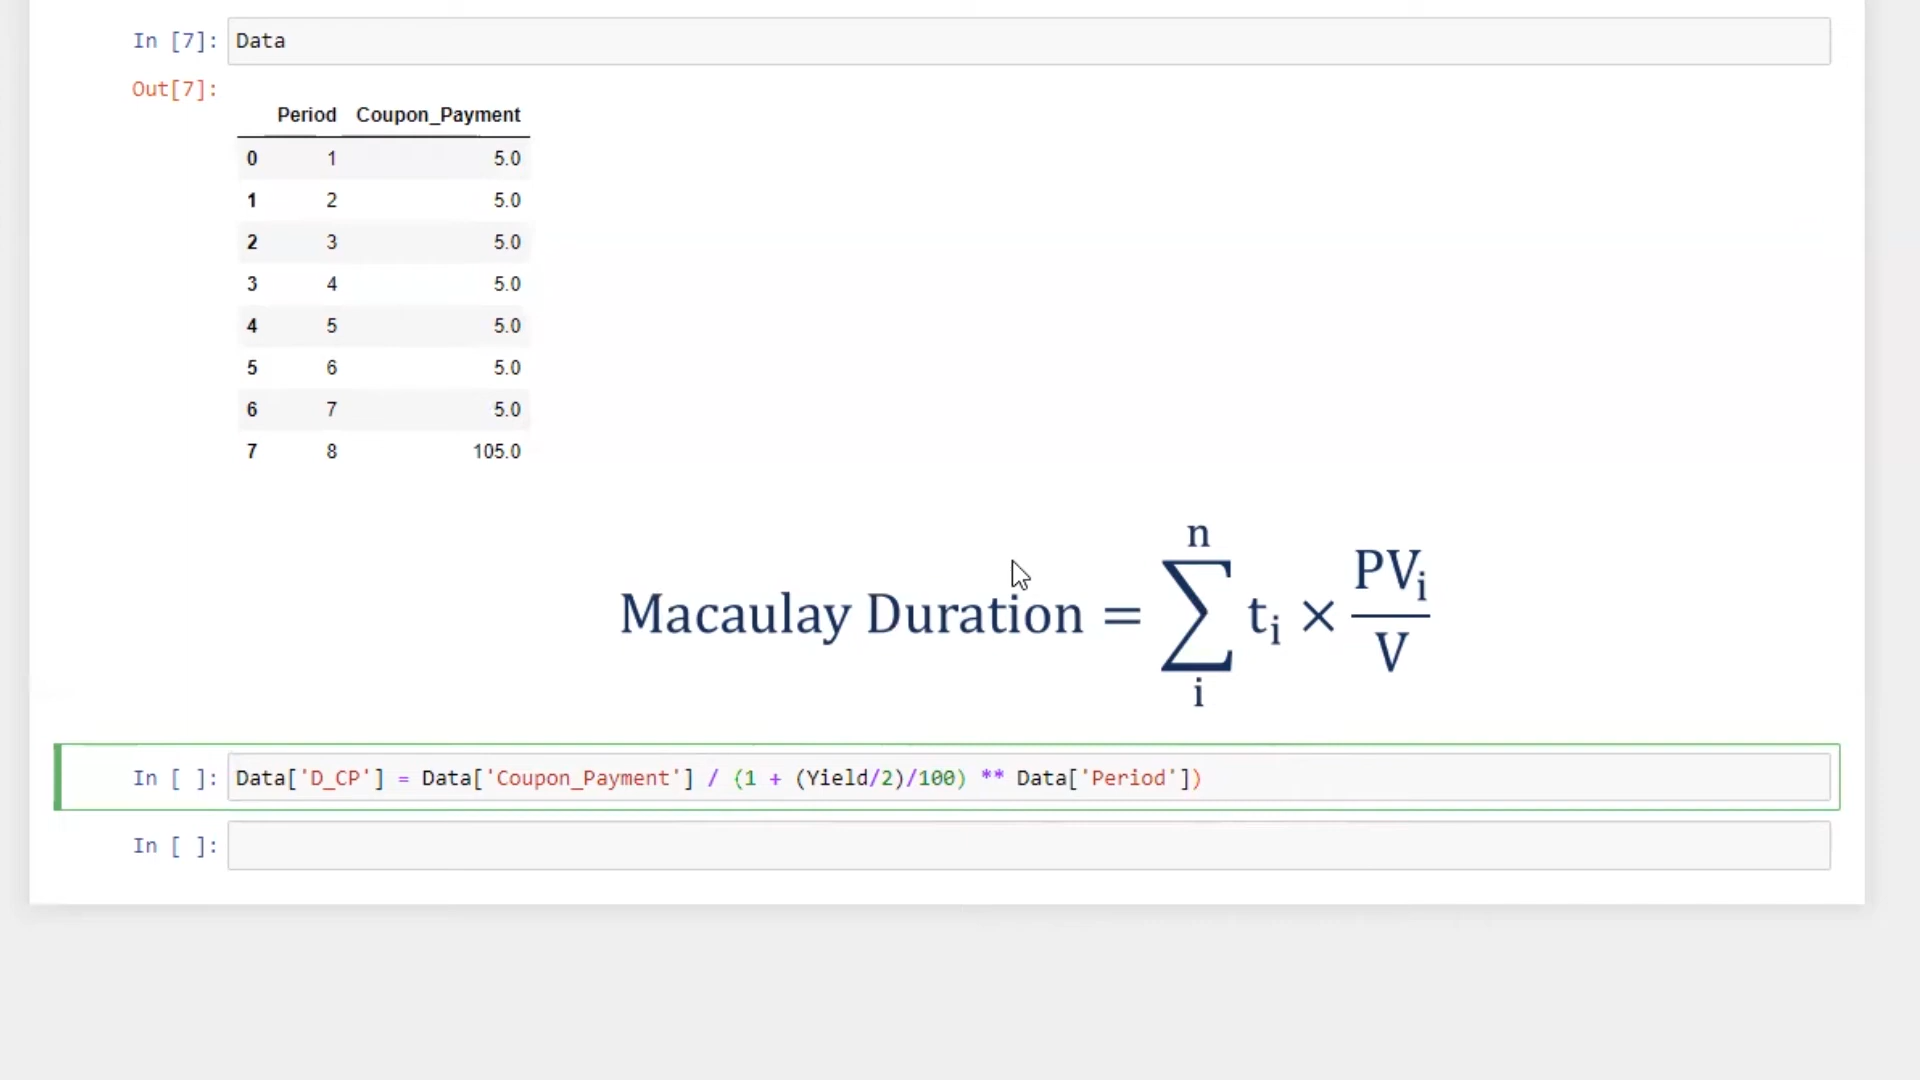 In [7]: Data
Out[7]:
Period Coupon_Payment
0 1 5.0
1 2 5.0
2 3 5.0
3 4 5.0
4 5 5.0
5 6 5.0
6 7 5.0
7 8 105.0
Macaulay Duration = ∑ⁿᵢ tᵢ × PVᵢ / V
In [ ]: Data['D_CP'] = Data['Coupon_Payment'] / (1 + (Yield/2)/100) ** Data['Period'])
In [ ]: